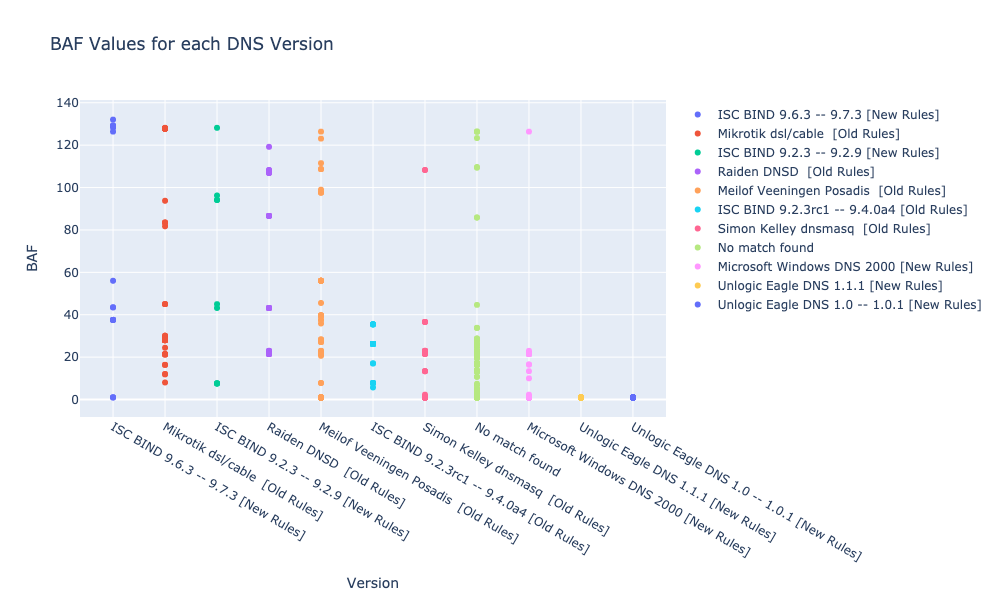 BAF Values for each DNS Version
140
120
100
80
60
40
20
0
BAF
ISC BIND 9.6.3 -- 9.7.3 [New Rules]
Mikrotik dsl/cable  [Old Rules]
ISC BIND 9.2.3 -- 9.2.9 [New Rules]
Raiden DNSD  [Old Rules]
Meilof Veeningen Posadis  [Old Rules]
ISC BIND 9.2.3rc1 -- 9.4.0a4 [Old Rules]
Simon Kelley dnsmasq  [Old Rules]
No match found
Microsoft Windows DNS 2000 [New Rules]
Unlogic Eagle DNS 1.1.1 [New Rules]
Unlogic Eagle DNS 1.0 -- 1.0.1 [New Rules]
Version
ISC BIND 9.6.3 -- 9.7.3 [New Rules]
Mikrotik dsl/cable  [Old Rules]
ISC BIND 9.2.3 -- 9.2.9 [New Rules]
Raiden DNSD  [Old Rules]
Meilof Veeningen Posadis  [Old Rules]
ISC BIND 9.2.3rc1 -- 9.4.0a4 [Old Rules]
Simon Kelley dnsmasq  [Old Rules]
No match found
Microsoft Windows DNS 2000 [New Rules]
Unlogic Eagle DNS 1.1.1 [New Rules]
Unlogic Eagle DNS 1.0 -- 1.0.1 [New Rules]